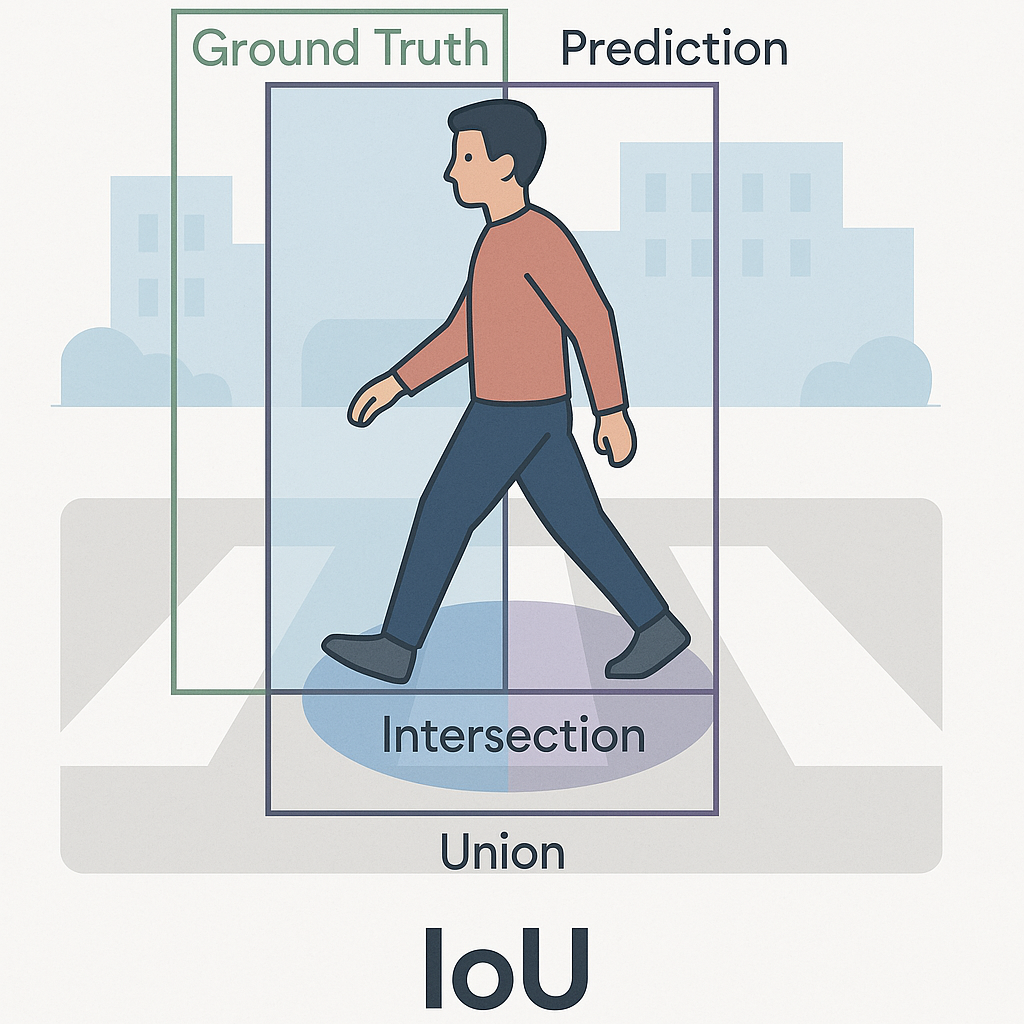 Ground Truth
Prediction
Intersection
Union
IoU